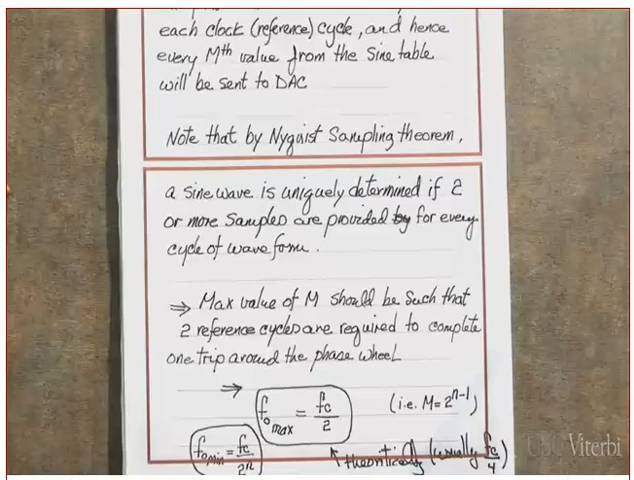 each clock (reference) cycle, and hence
every Mth value from the sine table
will be sent to DAC
Note that by Nyquist Sampling theorem,
a sine wave is uniquely determined if 2
or more samples are provided for every
cycle of wave form.
⇒ Max value of M should be such that
2 reference cycles are required to complete
one trip around the phase wheel
⇒ fo max = fc/2 (i.e. M = 2^n-1)
fo min = fc/2^n ↖ theoritically (usually fc/4)
USC Viterbi